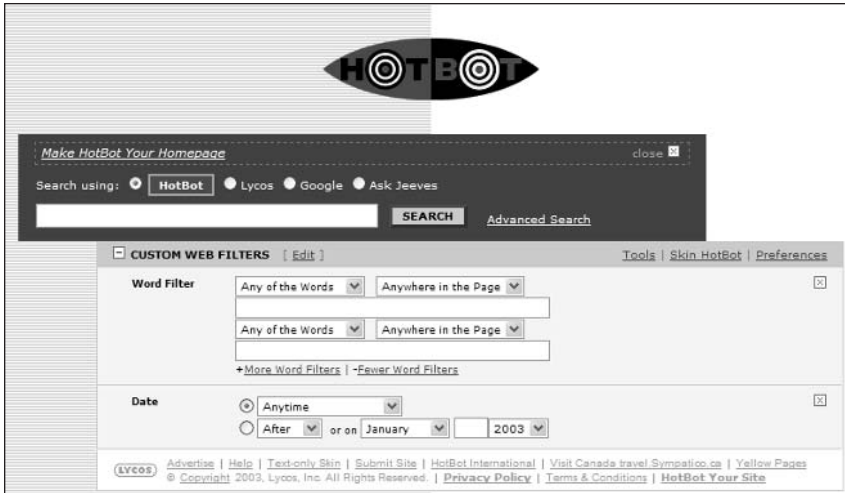 HOTBOT
Make HotBot Your Homepage close
Search using: HotBot Lycos Google Ask Jeeves
SEARCH Advanced Search
CUSTOM WEB FILTERS [ Edit ] Tools | Skin HotBot | Preferences
Word Filter Any of the Words Anywhere in the Page
Any of the Words Anywhere in the Page
+More Word Filters | -Fewer Word Filters
Date Anytime
After or on January 2003
LYCOS Advertise | Help | Text-only Skin | Submit Site | HotBot International | Visit Canada travel.Sympatico.ca | Yellow Pages
© Copyright 2003, Lycos, Inc. All Rights Reserved. | Privacy Policy | Terms & Conditions | HotBot Your Site